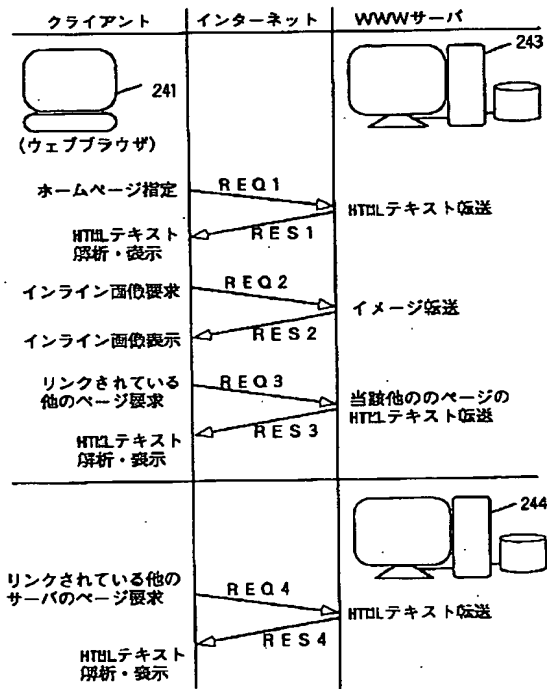 クライアント インターネット WWWサーバ
241
243
(ウェブブラウザ)
ホームページ指定
REQ1
HTMLテキスト転送
RES1
HTMLテキスト
解析・表示
インライン画像要求
REQ2
イメージ転送
RES2
インライン画像表示
リンクされている
他のページ要求
REQ3
当該他ののページの
HTMLテキスト転送
RES3
HTMLテキスト
解析・表示
244
リンクされている他の
サーバのページ要求
REQ4
HTMLテキスト転送
RES4
HTMLテキスト
解析・表示